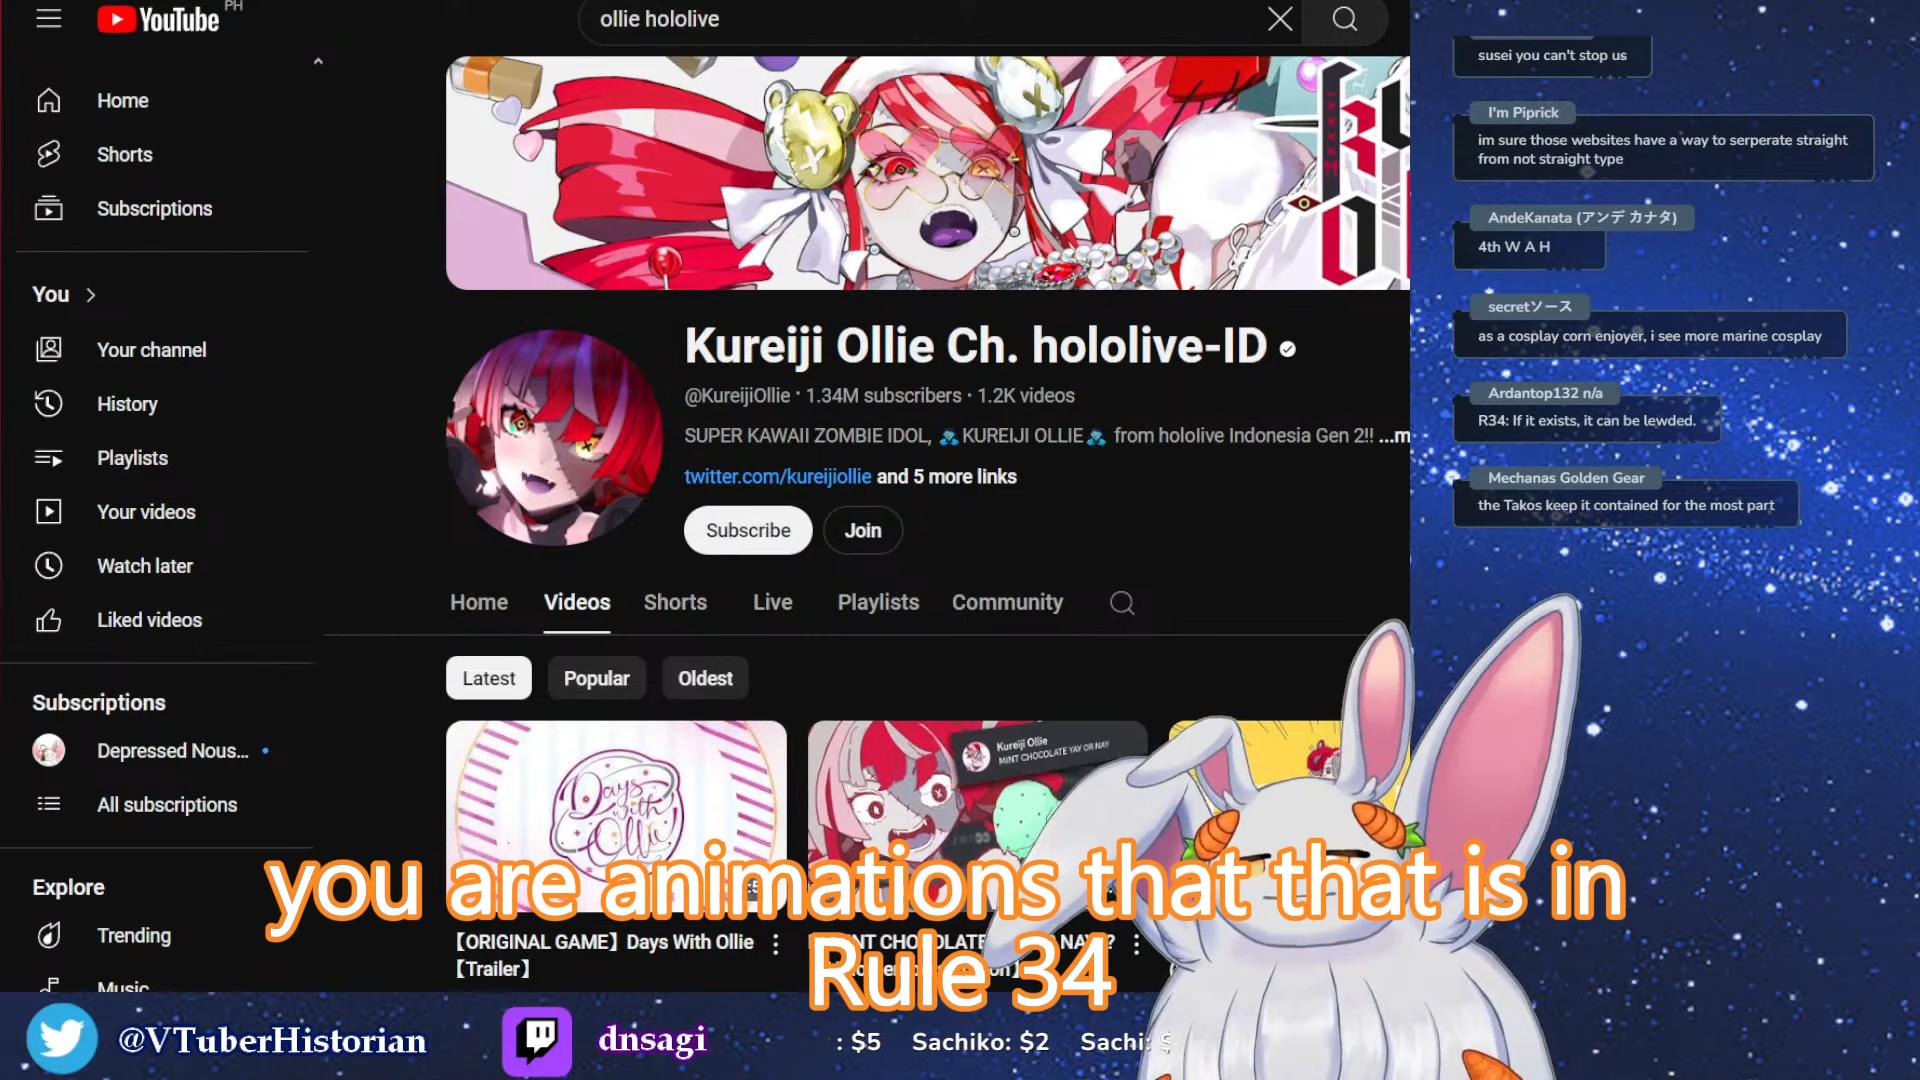 YouTube PH
ollie hololive
Home
Shorts
Subscriptions
You
Your channel
History
Playlists
Your videos
Watch later
Liked videos
Subscriptions
Depressed Nous...
All subscriptions
Explore
Trending
Music
Kureiji Ollie Ch. hololive-ID
@KureijiOllie · 1.34M subscribers · 1.2K videos
SUPER KAWAII ZOMBIE IDOL, 🧟KUREIJI OLLIE🧟 from hololive Indonesia Gen 2!! ...m
twitter.com/kureijiollie and 5 more links
Subscribe
Join
Home Videos Shorts Live Playlists Community
Latest Popular Oldest
Days
with
Ollie
Kureiji Ollie
MINT CHOCOLATE YAY OR NAY
【ORIGINAL GAME】Days With Ollie
【Trailer】
susei you can't stop us
I'm Piprick
im sure those websites have a way to serperate straight
from not straight type
AndeKanata (アンデ カナタ)
4th W A H
secretソース
as a cosplay corn enjoyer, i see more marine cosplay
Ardantop132 n/a
R34: If it exists, it can be lewded.
Mechanas Golden Gear
the Takos keep it contained for the most part
you are animations that that is in
Rule 34
@VTuberHistorian
dnsagi
: $5 Sachiko: $2 Sachi: $